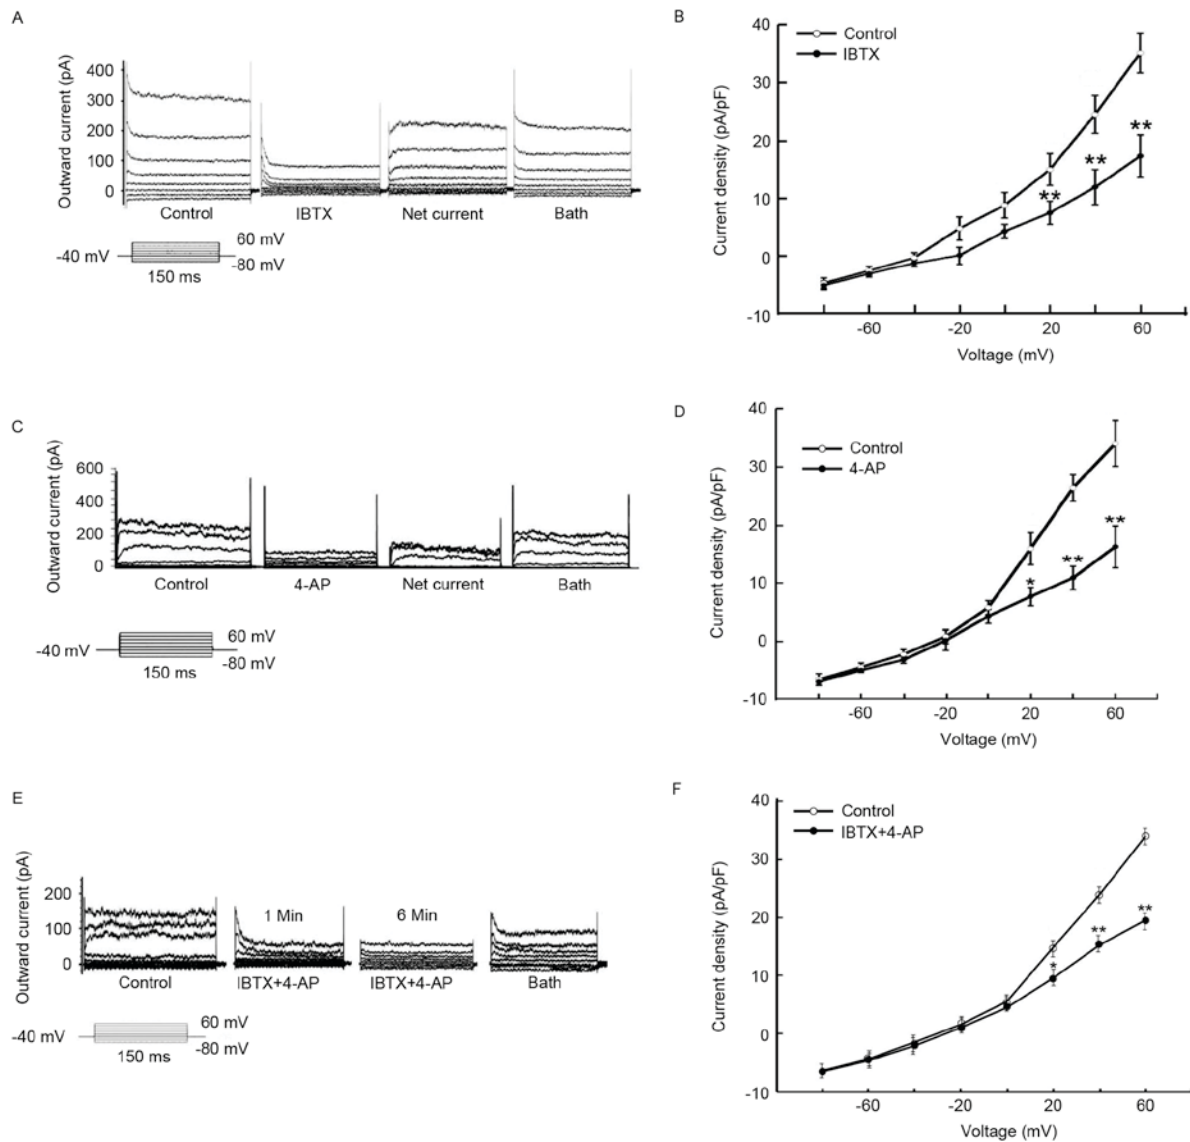 A
Outward current (pA)
400
300
200
100
0
Control IBTX Net current Bath
-40 mV
60 mV
-80 mV
150 ms
B
Current density (pA/pF)
40
30
20
10
0
-10
Control
IBTX
** ** **
-60 -20 20 60
Voltage (mV)
C
Outward current (pA)
600
400
200
0
Control 4-AP Net current Bath
-40 mV
60 mV
-80 mV
150 ms
D
Current density (pA/pF)
40
30
20
10
0
-10
Control
4-AP
* ** **
-60 -20 20 60
Voltage (mV)
E
Outward current (pA)
200
100
0
1 Min 6 Min
Control IBTX+4-AP IBTX+4-AP Bath
-40 mV
60 mV
-80 mV
150 ms
F
Current density (pA/pF)
40
30
20
10
0
-10
Control
IBTX+4-AP
* ** **
-60 -20 20 60
Voltage (mV)